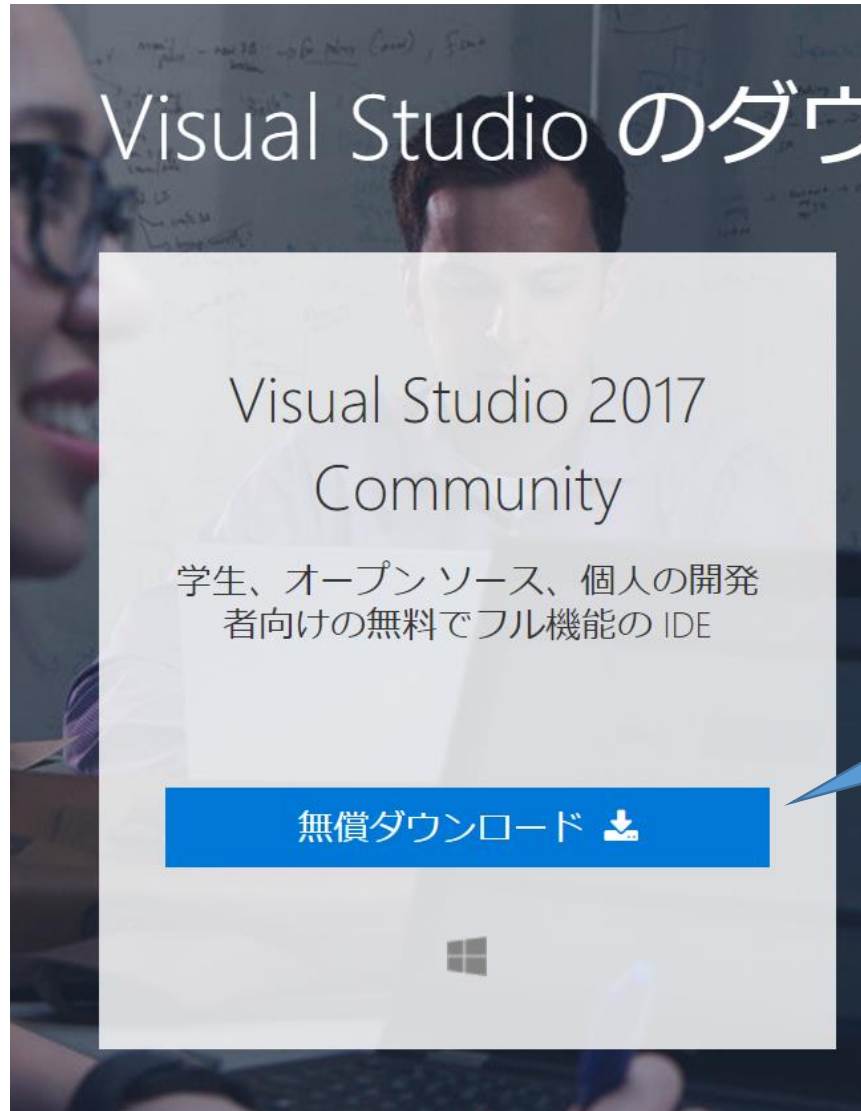 Visual Studio のダウ
Visual Studio 2017
Community
学生、オープン ソース、個人の開発
者向けの無料でフル機能の IDE
無償ダウンロード